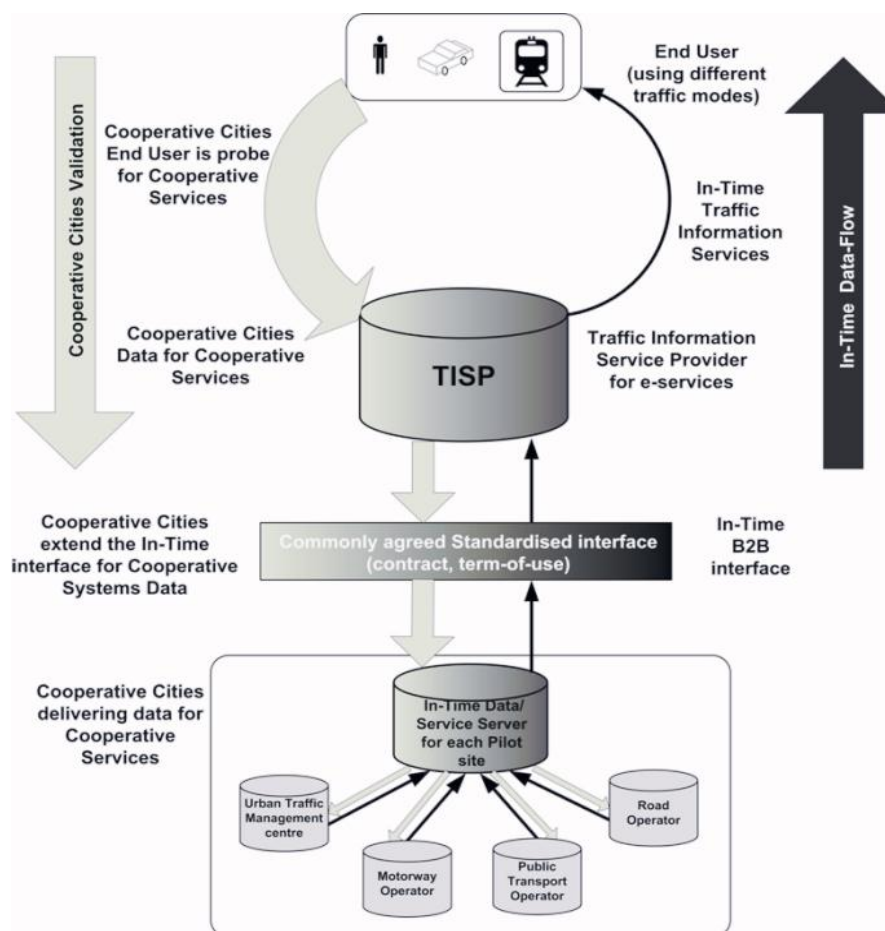 End User
(using different
traffic modes)
Cooperative Cities
End User is probe
for Cooperative
Services
Cooperative Cities Validation
In-Time
Traffic
Information
Services
In-Time Data-Flow
Cooperative Cities
Data for Cooperative
Services
TISP
Traffic Information
Service Provider
for e-services
Cooperative Cities
extend the In-Time
interface for Cooperative
Systems Data
Commonly agreed Standardised interface
(contract, term-of-use)
In-Time
B2B
interface
Cooperative Cities
delivering data for
Cooperative
Services
In-Time Data/
Service Server
for each Pilot
site
Urban Traffic
Management
centre
Motorway
Operator
Public
Transport
Operator
Road
Operator